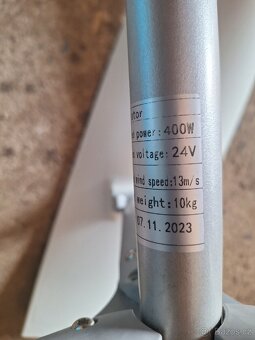 power:400W
voltage:24V
wind speed:13m/s
weight:10kg
07.11.2023